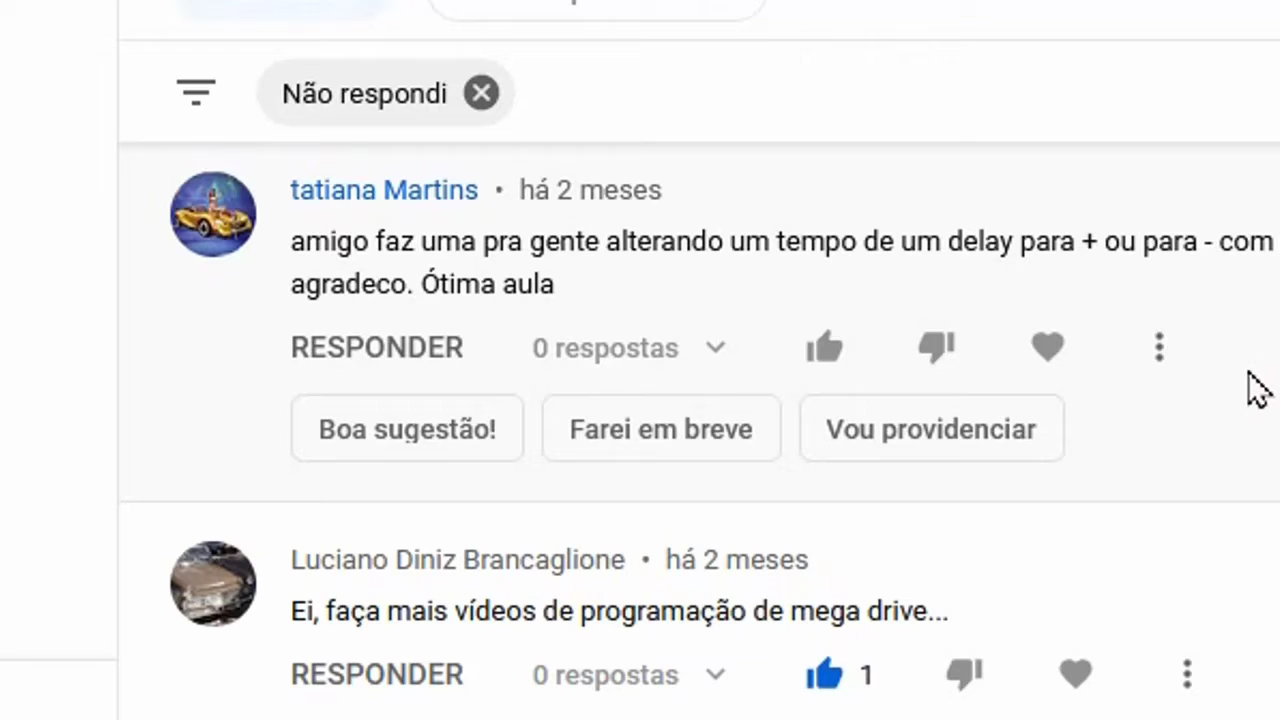 Não respondi
tatiana Martins • há 2 meses
amigo faz uma pra gente alterando um tempo de um delay para + ou para - com
agradeco. Ótima aula
RESPONDER 0 respostas
Boa sugestão! Farei em breve Vou providenciar
Luciano Diniz Brancaglione • há 2 meses
Ei, faça mais vídeos de programação de mega drive...
RESPONDER 0 respostas 1